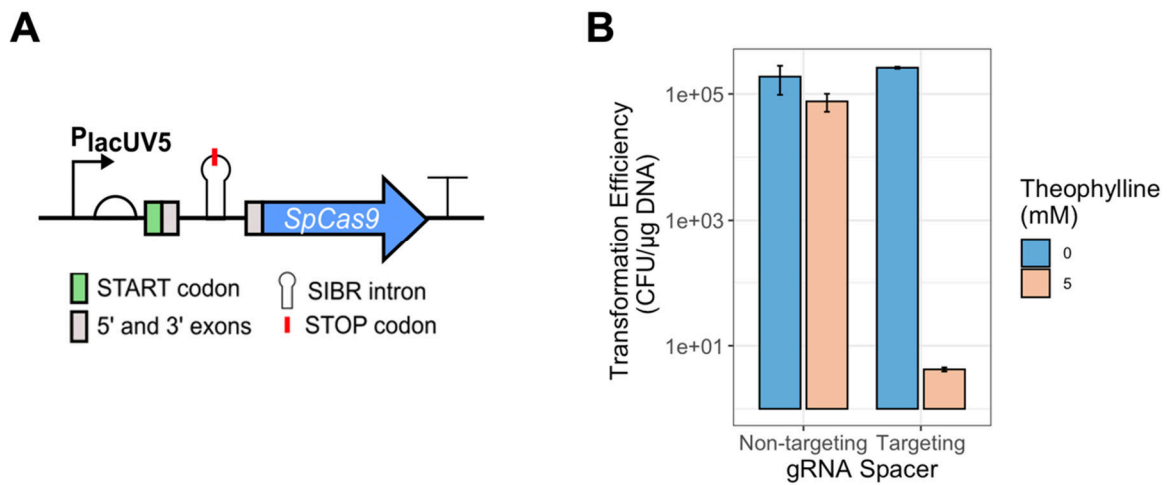 A
PlacUV5
SpCas9
START codon
SIBR intron
5' and 3' exons
STOP codon
B
Transformation Efficiency
(CFU/µg DNA)
1e+05
1e+03
1e+01
Non-targeting
Targeting
gRNA Spacer
Theophylline
(mM)
0
5